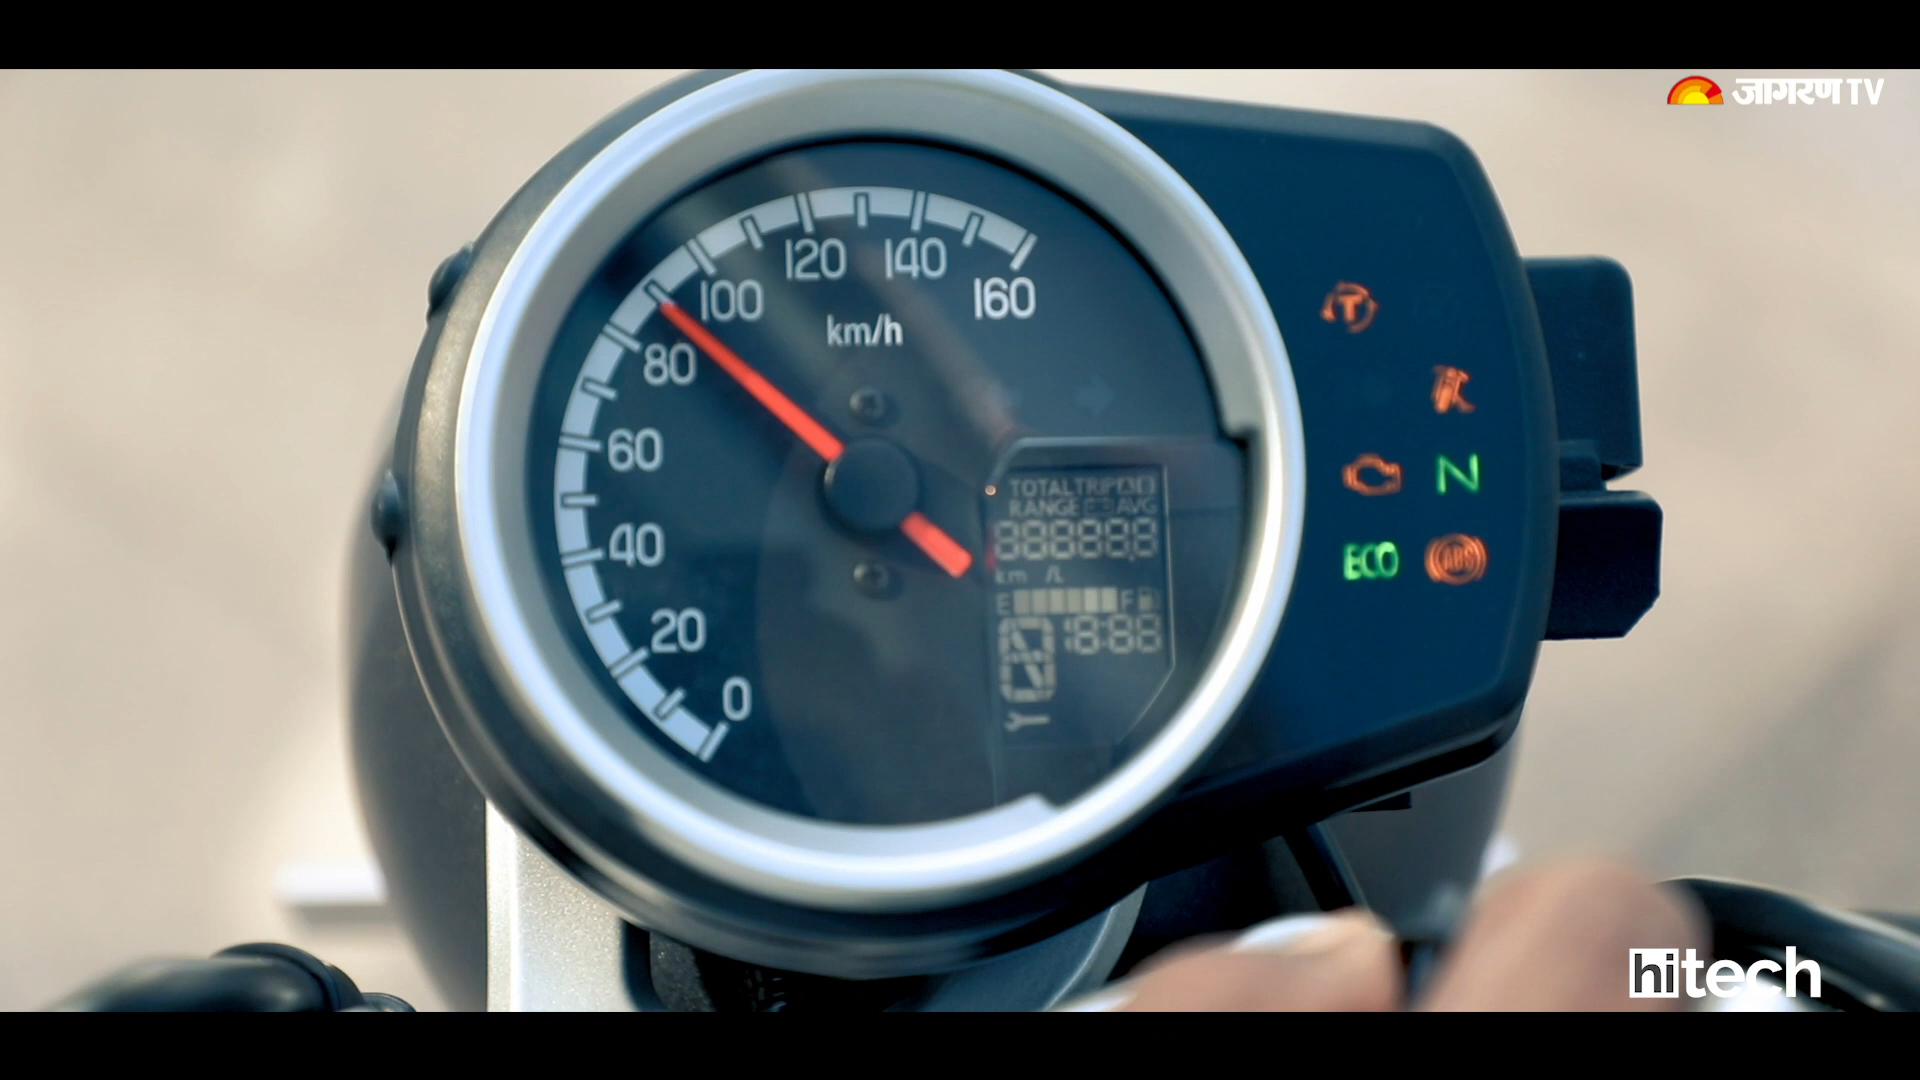 जागरण TV
120 140
100 160
km/h
80
60
40
20
0
TOTAL TRIP A B
RANGE AVG
888888.8
km /L
E F
18:88
T
N
ECO
ABS
hitech